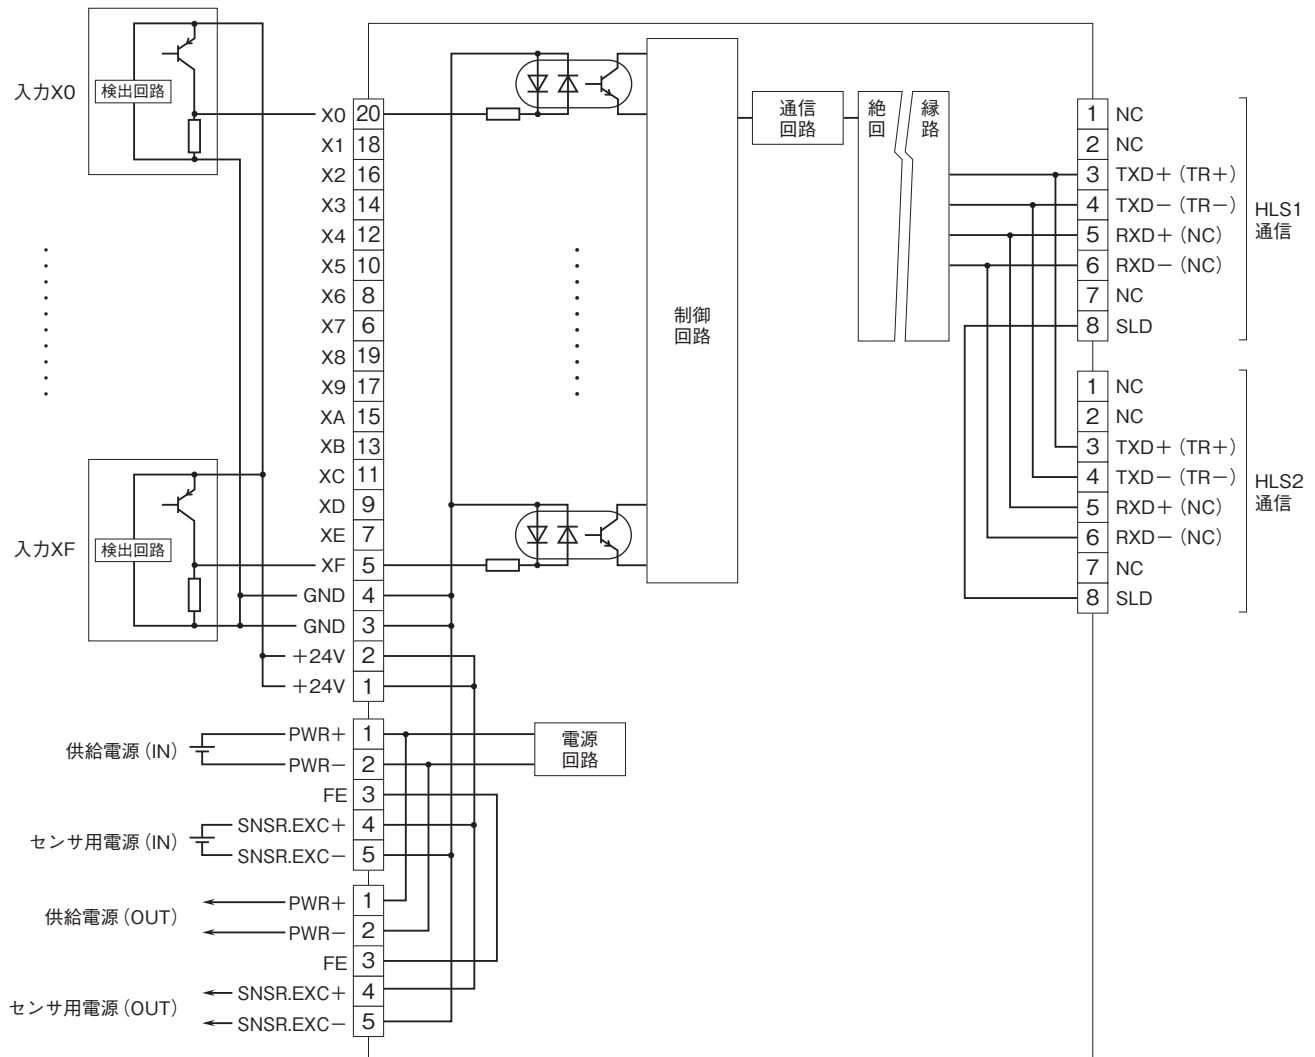 入力X0
検出回路
X0 20
X1 18
X2 16
X3 14
X4 12
X5 10
X6 8
X7 6
X8 19
X9 17
XA 15
XB 13
XC 11
XD 9
XE 7
XF 5
GND 4
GND 3
+24V 2
+24V 1
入力XF
検出回路
供給電源(IN)
PWR+ 1
PWR- 2
FE 3
センサ用電源(IN)
SNSR.EXC+ 4
SNSR.EXC- 5
供給電源(OUT)
PWR+ 1
PWR- 2
FE 3
センサ用電源(OUT)
SNSR.EXC+ 4
SNSR.EXC- 5
制御
回路
電源
回路
通信
回路
絶縁
回路
1 NC
2 NC
3 TXD+(TR+)
4 TXD-(TR-)
5 RXD+(NC)
6 RXD-(NC)
7 NC
8 SLD
HLS1
通信
1 NC
2 NC
3 TXD+(TR+)
4 TXD-(TR-)
5 RXD+(NC)
6 RXD-(NC)
7 NC
8 SLD
HLS2
通信